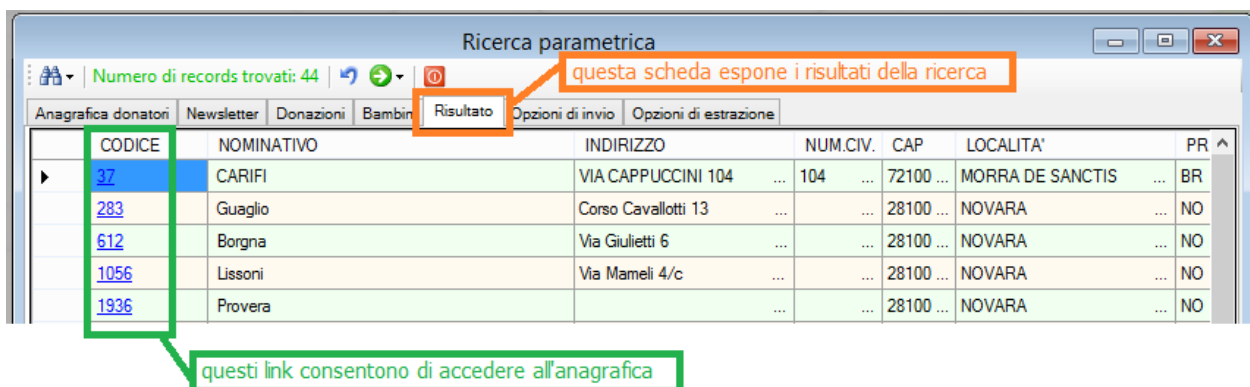 Ricerca parametrica
Numero di records trovati: 44
questa scheda espone i risultati della ricerca
Anagrafica donatori Newsletter Donazioni Bambin Risultato Opzioni di invio Opzioni di estrazione
CODICE NOMINATIVO INDIRIZZO NUM.CIV. CAP LOCALITA' PR
37 CARIFI VIA CAPPUCCINI 104 ... 104 ... 72100 ... MORRA DE SANCTIS ... BR
283 Guaglio Corso Cavallotti 13 ... ... 28100 ... NOVARA ... NO
612 Borgna Via Giulietti 6 ... ... 28100 ... NOVARA ... NO
1056 Lissoni Via Mameli 4/c ... ... 28100 ... NOVARA ... NO
1936 Provera ... ... 28100 ... NOVARA ... NO
questi link consentono di accedere all'anagrafica